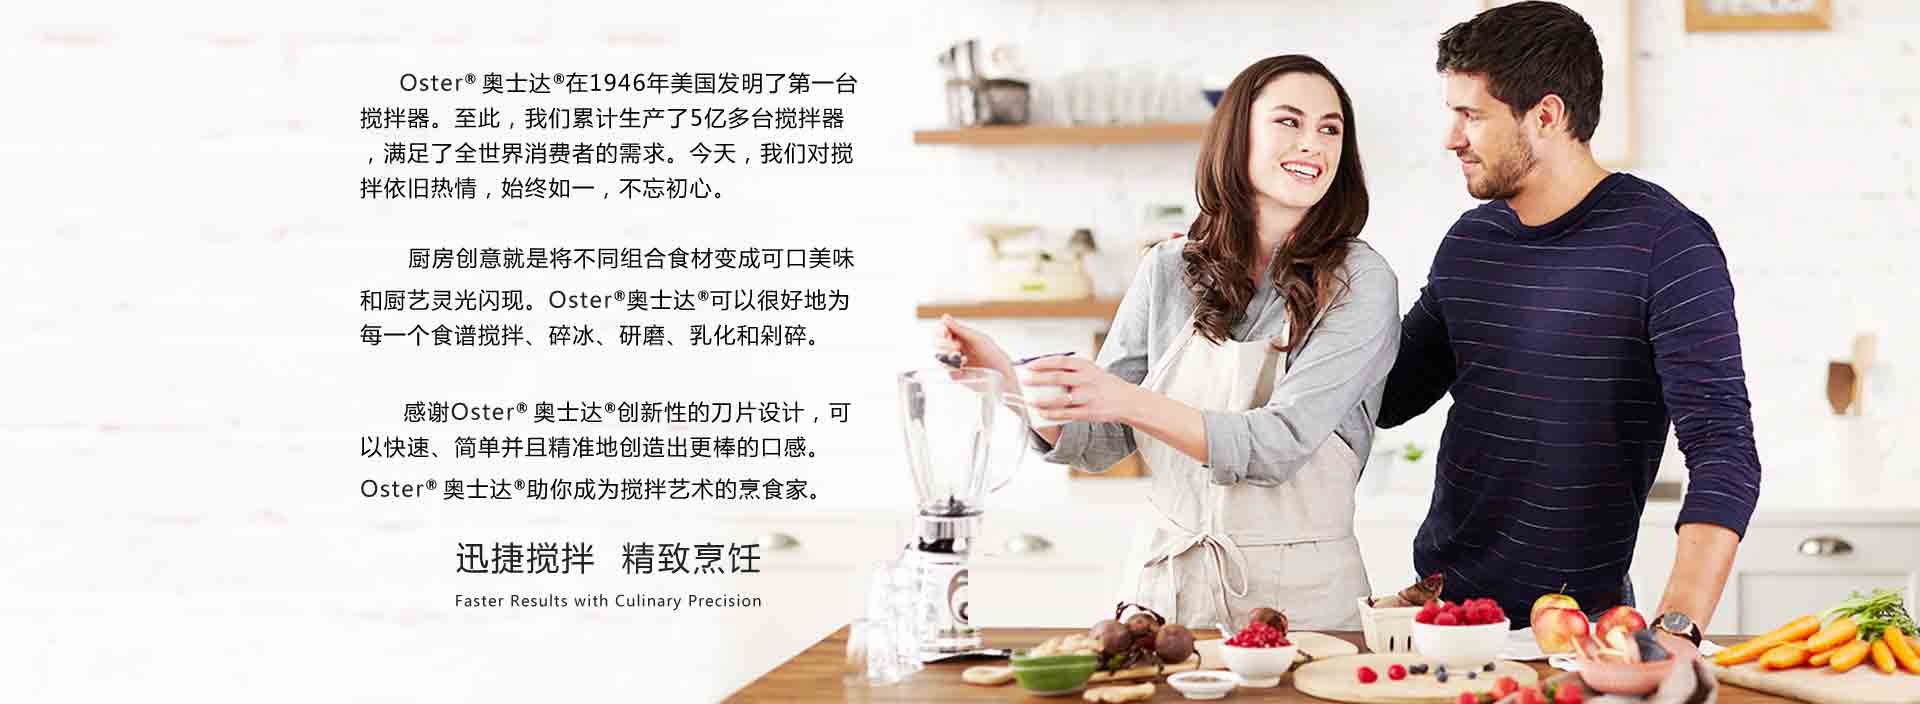 Oster® 奥士达®在1946年美国发明了第一台
搅拌器。至此，我们累计生产了5亿多台搅拌器
，满足了全世界消费者的需求。今天，我们对搅
拌依旧热情，始终如一，不忘初心。
厨房创意就是将不同组合食材变成可口美味
和厨艺灵光闪现。Oster®奥士达®可以很好地为
每一个食谱搅拌、碎冰、研磨、乳化和剁碎。
感谢Oster® 奥士达®创新性的刀片设计，可
以快速、简单并且精准地创造出更棒的口感。
Oster® 奥士达®助你成为搅拌艺术的烹食家。
迅捷搅拌 精致烹饪
Faster Results with Culinary Precision